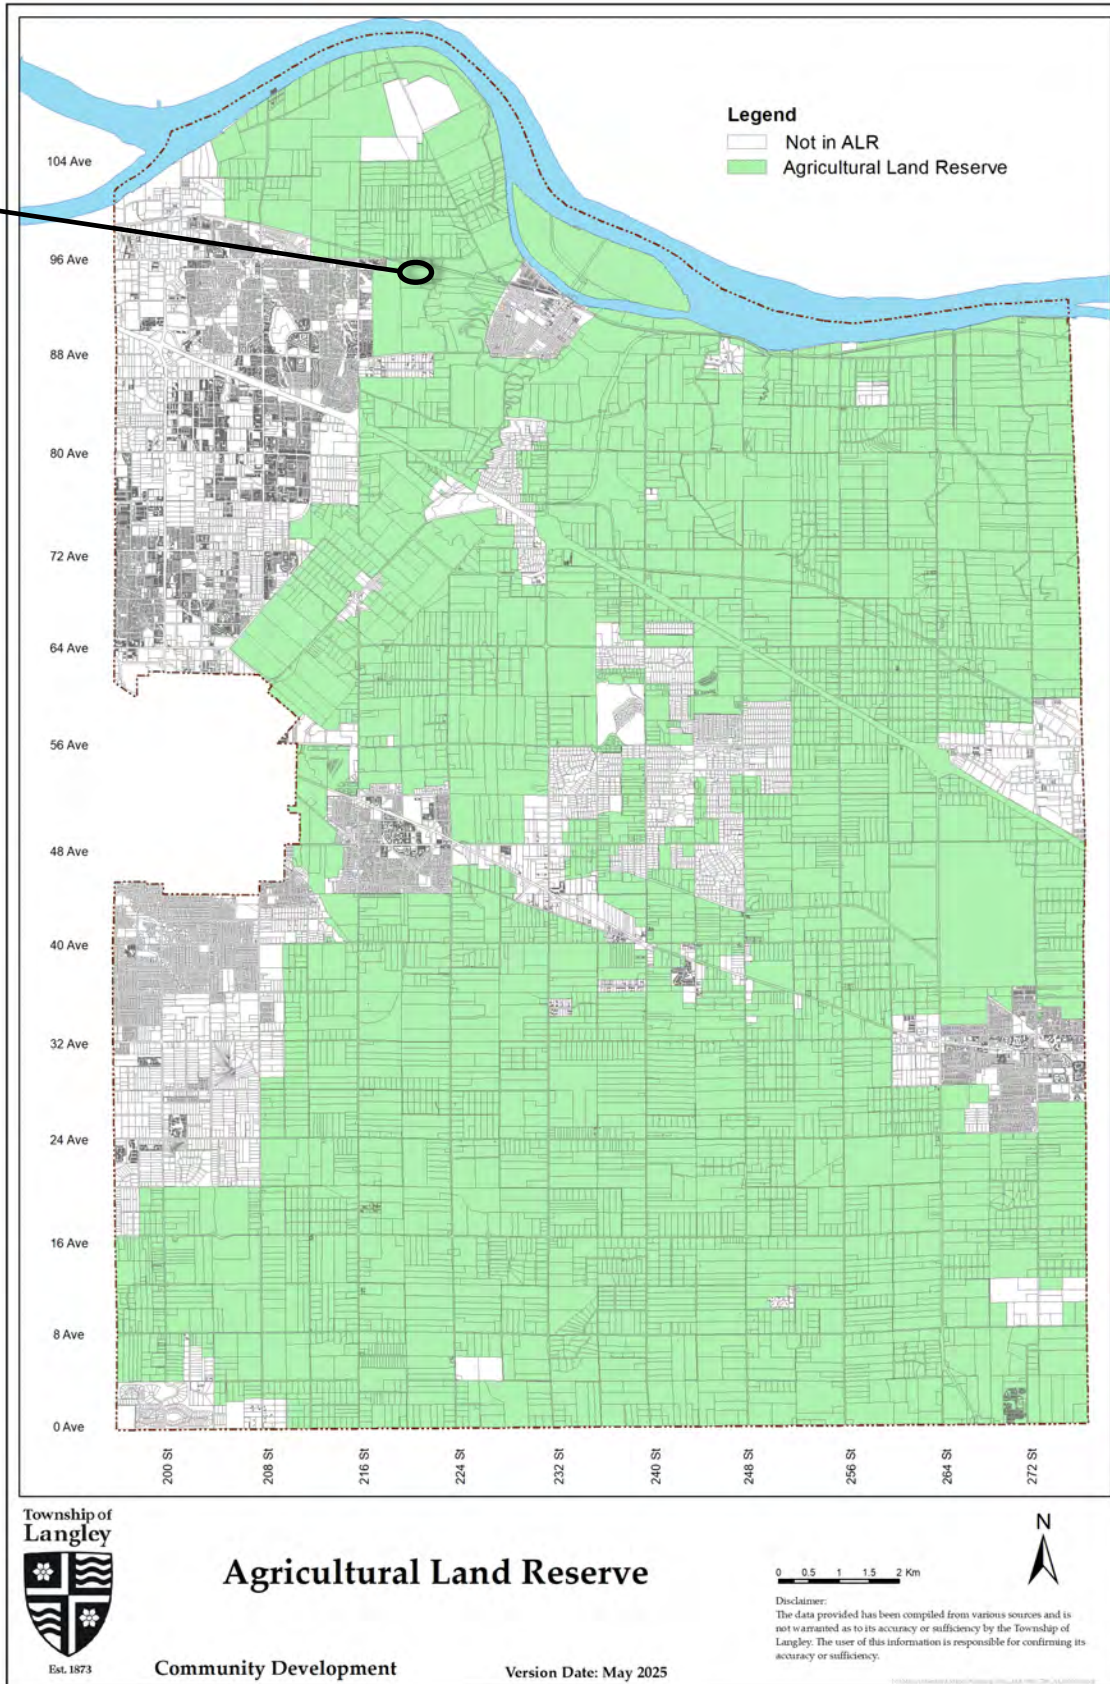 Legend
Not in ALR
Agricultural Land Reserve
104 Ave
96 Ave
88 Ave
80 Ave
72 Ave
64 Ave
56 Ave
48 Ave
40 Ave
32 Ave
24 Ave
16 Ave
8 Ave
0 Ave
200 St
208 St
216 St
224 St
232 St
240 St
248 St
256 St
264 St
272 St
Township of
Langley
Est. 1873
Agricultural Land Reserve
Community Development
Version Date: May 2025
N
0 0.5 1 1.5 2 Km
Disclaimer:
The data provided has been compiled from various sources and is
not warranted as to its accuracy or sufficiency by the Township of
Langley. The user of this information is responsible for confirming its
accuracy or sufficiency.